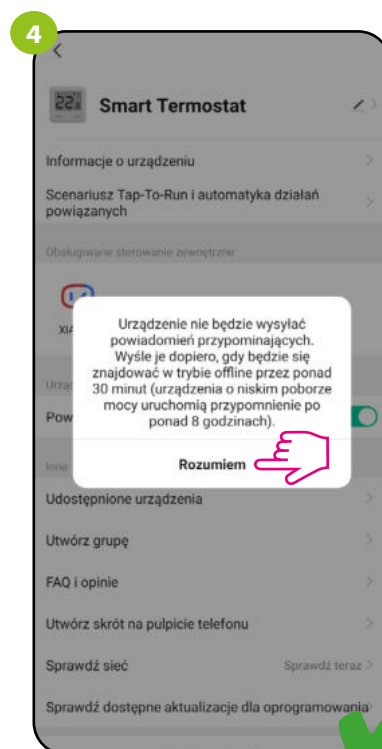 4
22
Smart Termostat
Informacje o urządzeniu
Scenariusz Tap-To-Run i automatyka działań
powiązanych
Obsługiwane sterowanie zewnętrzne
Urządzenie nie będzie wysyłać
powiadomień przypominających.
Wyśle je dopiero, gdy będzie się
znajdować w trybie offline przez ponad
30 minut (urządzenia o niskim poborze
mocy uruchomią przypomnienie po
ponad 8 godzinach).
Rozumiem
Inne
Udostępnione urządzenia
Utwórz grupę
FAQ i opinie
Utwórz skrót na pulpicie telefonu
Sprawdź sieć Sprawdź teraz
Sprawdź dostępne aktualizacje dla oprogramowania